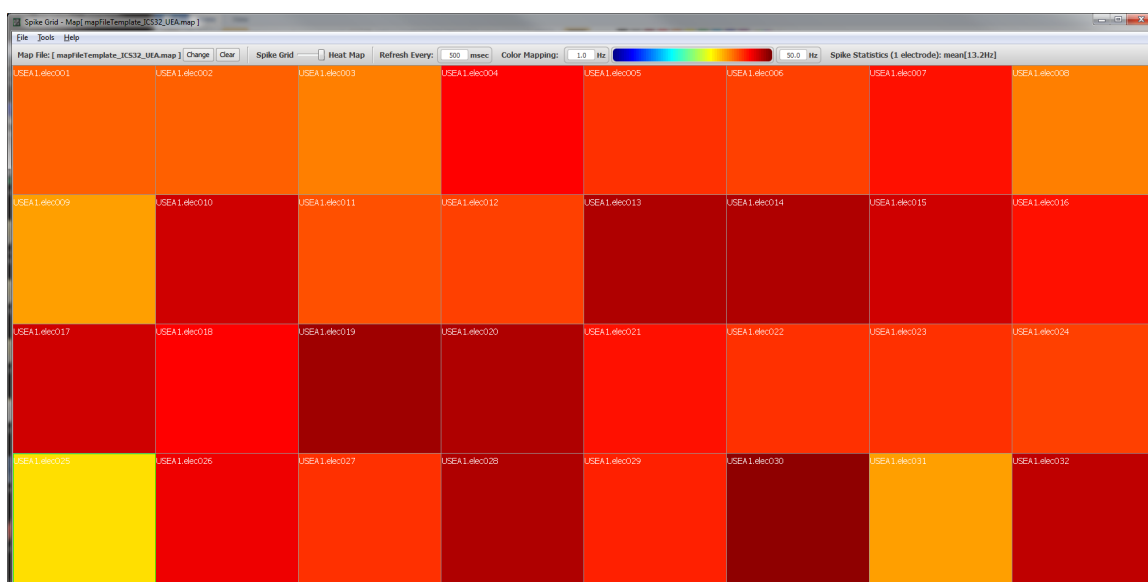 Spike Grid - Map[ mapFileTemplate_ICS32_UEA.map ]
File Tools Help
Map File: [ mapFileTemplate_ICS32_UEA.map ] Change Clear Spike Grid Heat Map Refresh Every: 500 msec Color Mapping: 1.0 Hz 50.0 Hz Spike Statistics (1 electrode): mean[13.2Hz]
USEA1.elec001 USEA1.elec002 USEA1.elec003 USEA1.elec004 USEA1.elec005 USEA1.elec006 USEA1.elec007 USEA1.elec008
USEA1.elec009 USEA1.elec010 USEA1.elec011 USEA1.elec012 USEA1.elec013 USEA1.elec014 USEA1.elec015 USEA1.elec016
USEA1.elec017 USEA1.elec018 USEA1.elec019 USEA1.elec020 USEA1.elec021 USEA1.elec022 USEA1.elec023 USEA1.elec024
USEA1.elec025 USEA1.elec026 USEA1.elec027 USEA1.elec028 USEA1.elec029 USEA1.elec030 USEA1.elec031 USEA1.elec032